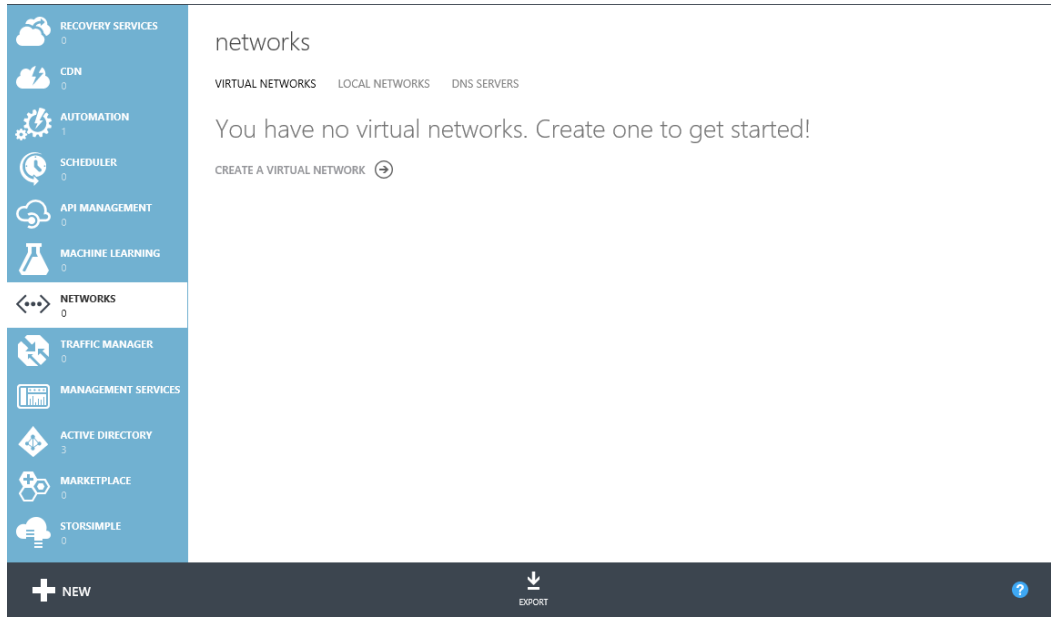 RECOVERY SERVICES
0
CDN
0
AUTOMATION
1
SCHEDULER
0
API MANAGEMENT
0
MACHINE LEARNING
0
NETWORKS
0
TRAFFIC MANAGER
0
MANAGEMENT SERVICES
ACTIVE DIRECTORY
3
MARKETPLACE
0
STORSIMPLE
0
networks
VIRTUAL NETWORKS LOCAL NETWORKS DNS SERVERS
You have no virtual networks. Create one to get started!
CREATE A VIRTUAL NETWORK
NEW
EXPORT
?